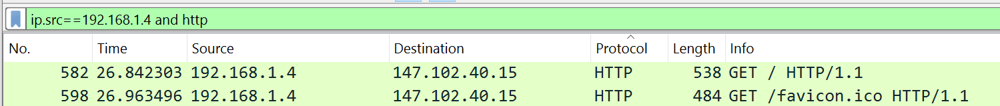 ip.src==192.168.1.4 and http
No. Time Source Destination Protocol Length Info
582 26.842303 192.168.1.4 147.102.40.15 HTTP 538 GET / HTTP/1.1
598 26.963496 192.168.1.4 147.102.40.15 HTTP 484 GET /favicon.ico HTTP/1.1